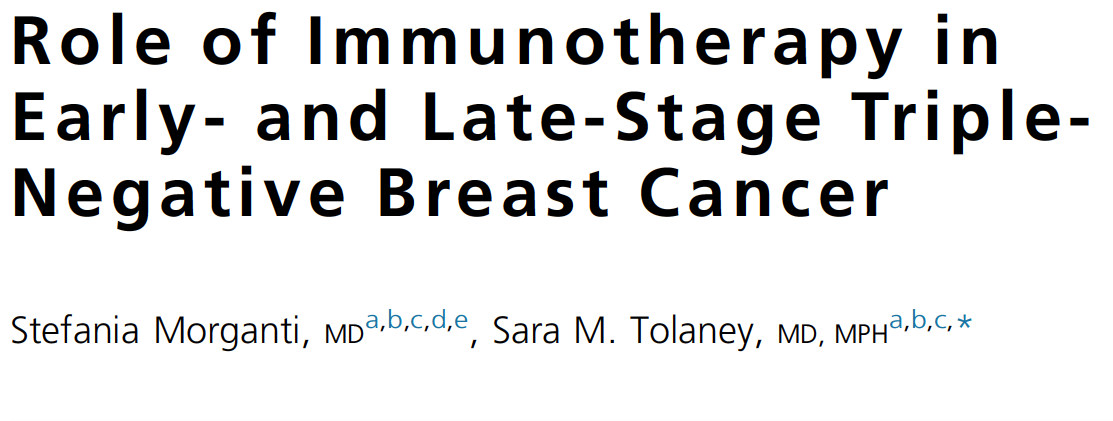 Role of Immunotherapy in
Early- and Late-Stage Triple-
Negative Breast Cancer
Stefania Morganti, MDa,b,c,d,e, Sara M. Tolaney, MD, MPHa,b,c,*